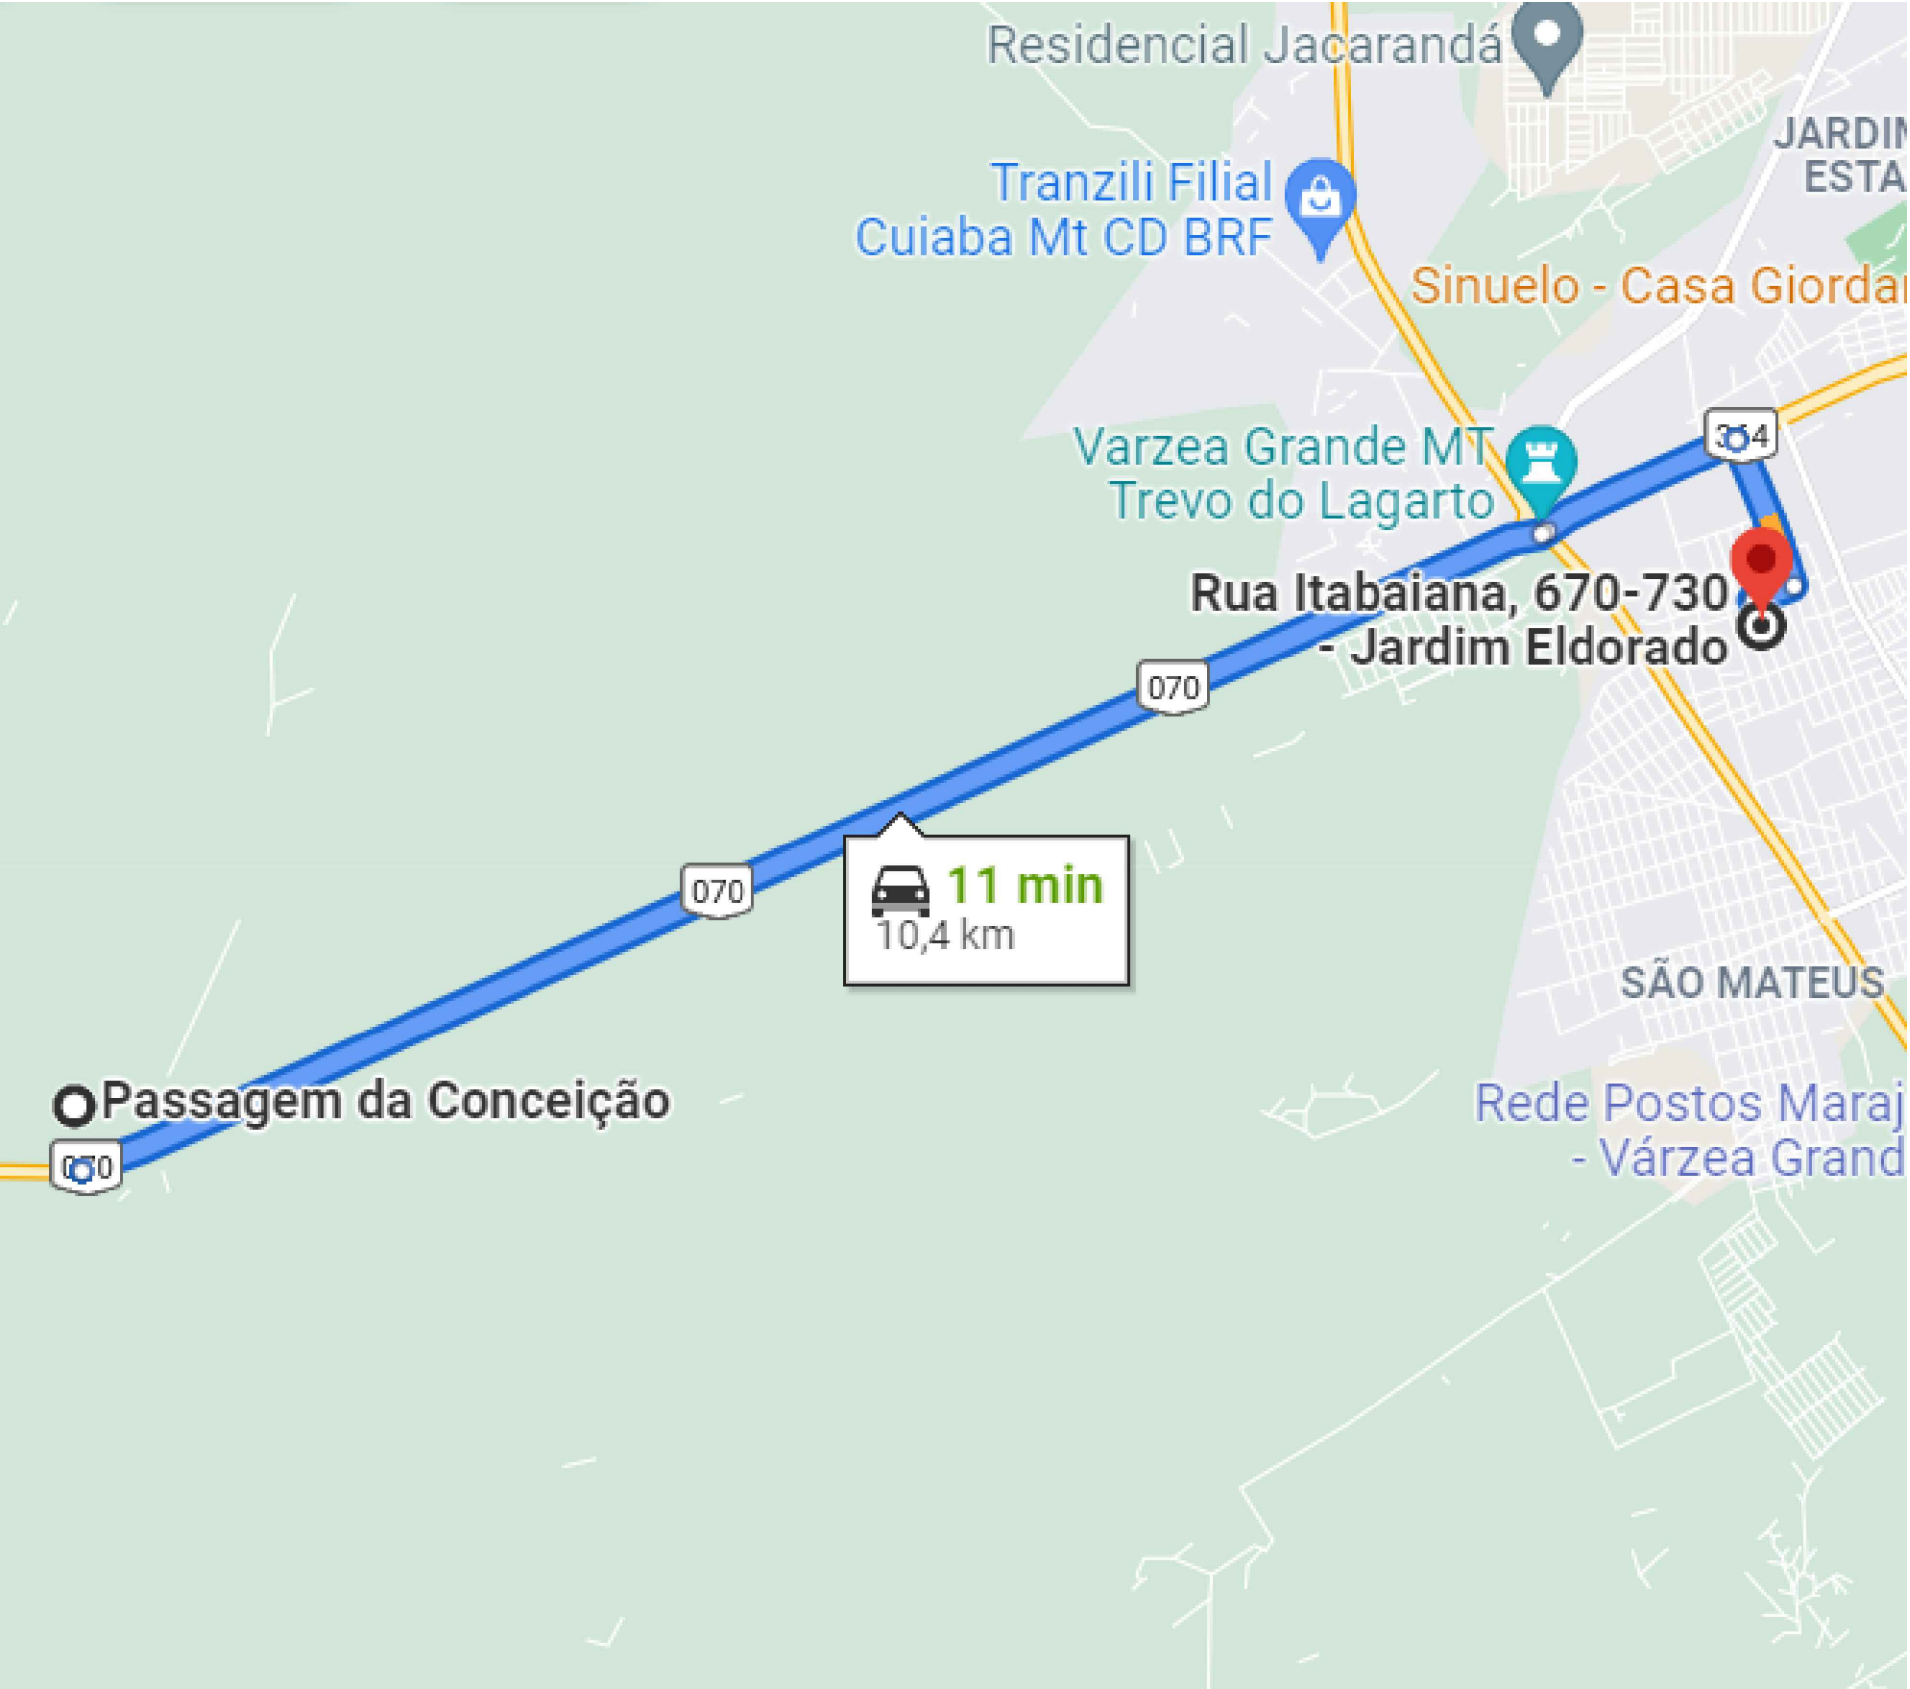 Residencial Jacarandá
JARDIM
ESTA
Tranzili Filial
Cuiaba Mt CD BRF
Sinuelo - Casa Giordan
Varzea Grande MT
Trevo do Lagarto
Rua Itabaiana, 670-730
- Jardim Eldorado
070
070
11 min
10,4 km
SÃO MATEUS
Passagem da Conceição
070
Rede Postos Maraj
- Várzea Grand